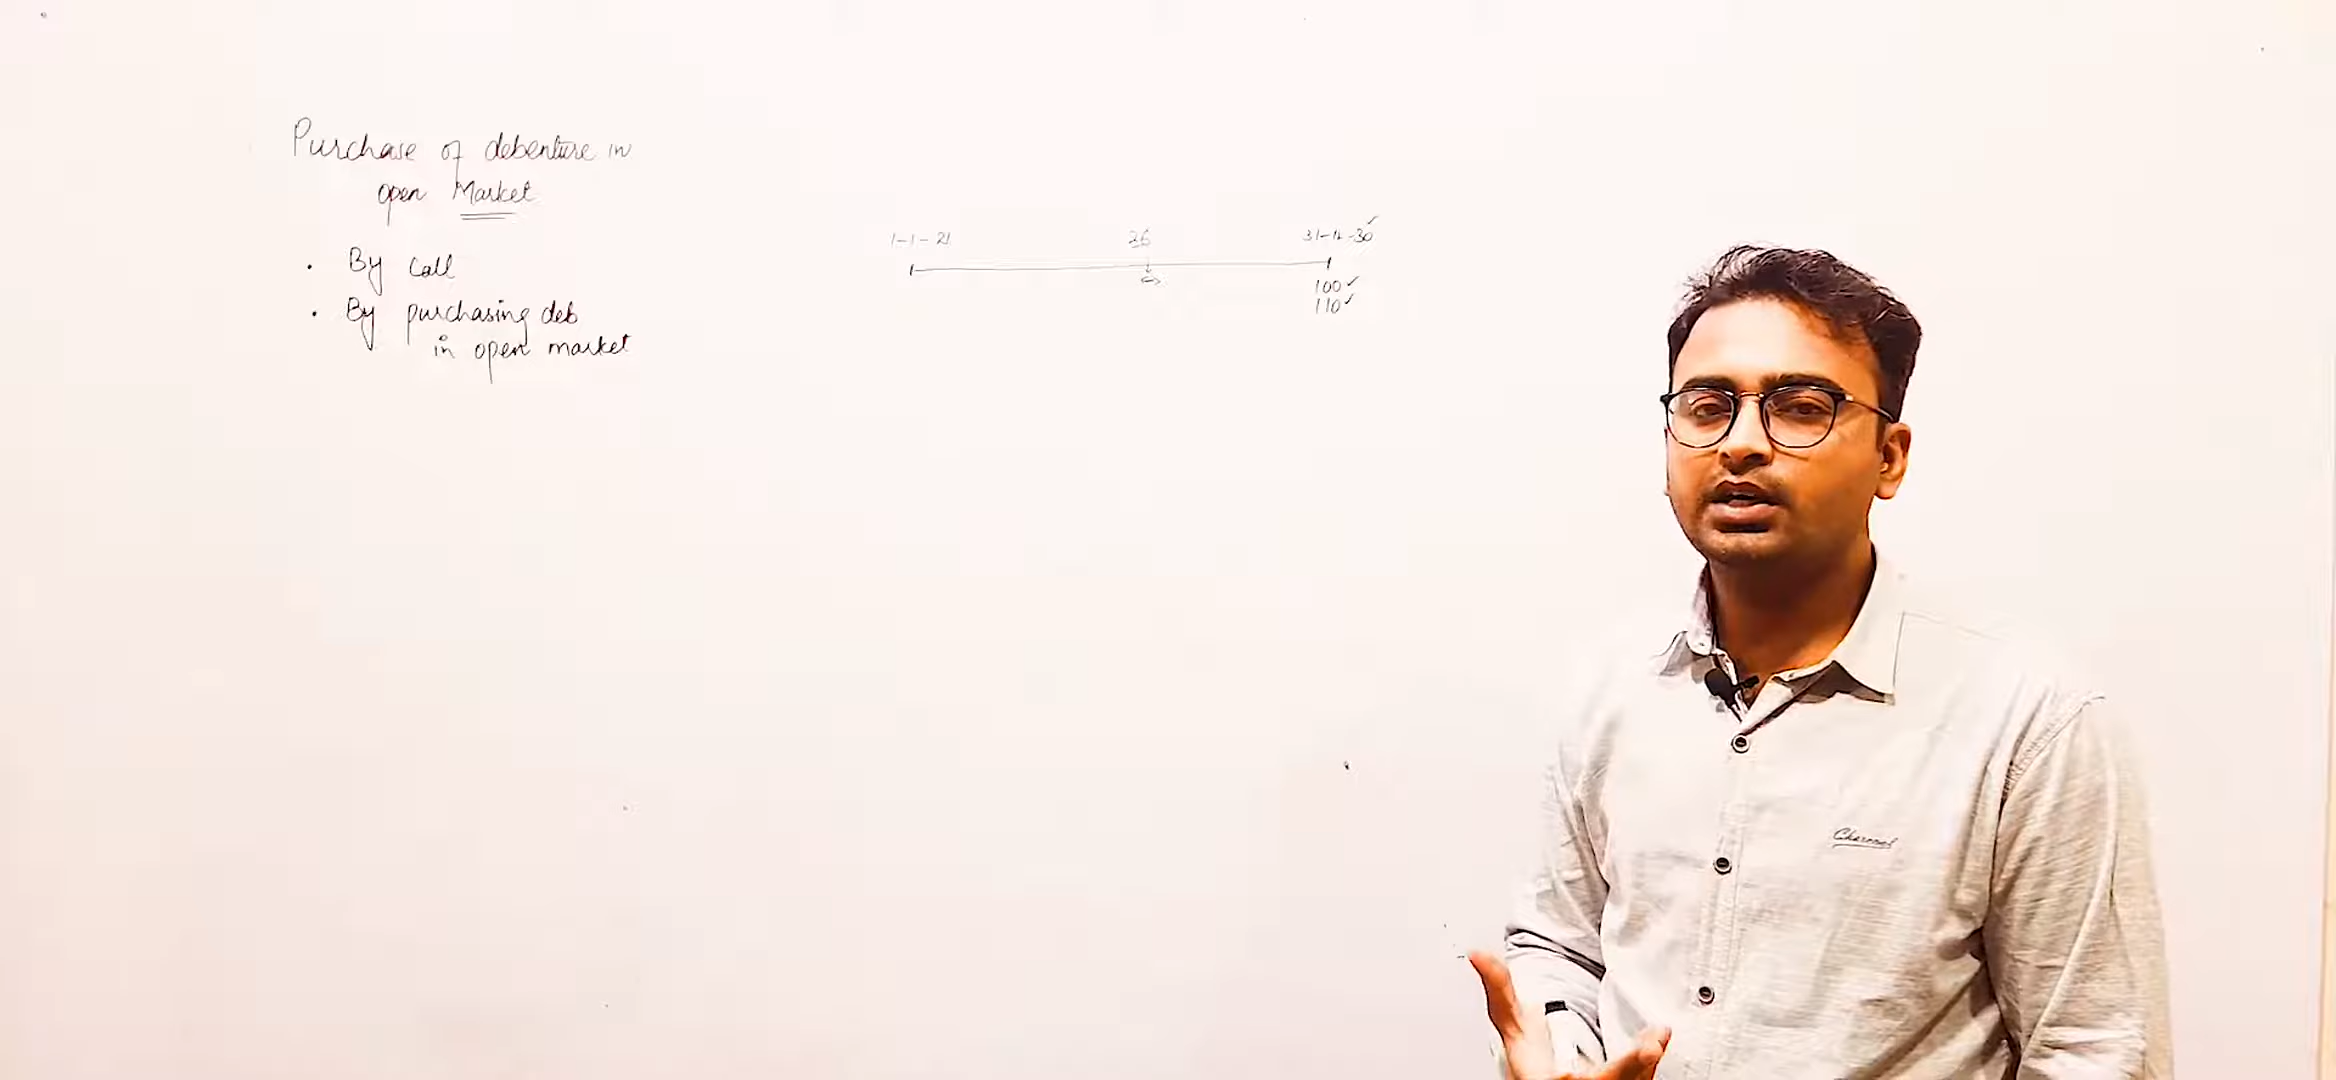 Purchase of debenture in
open Market
• By Call
• By purchasing deb
in open market
1-1-21
26
31-12-30 ✓
100 ✓
110 ✓